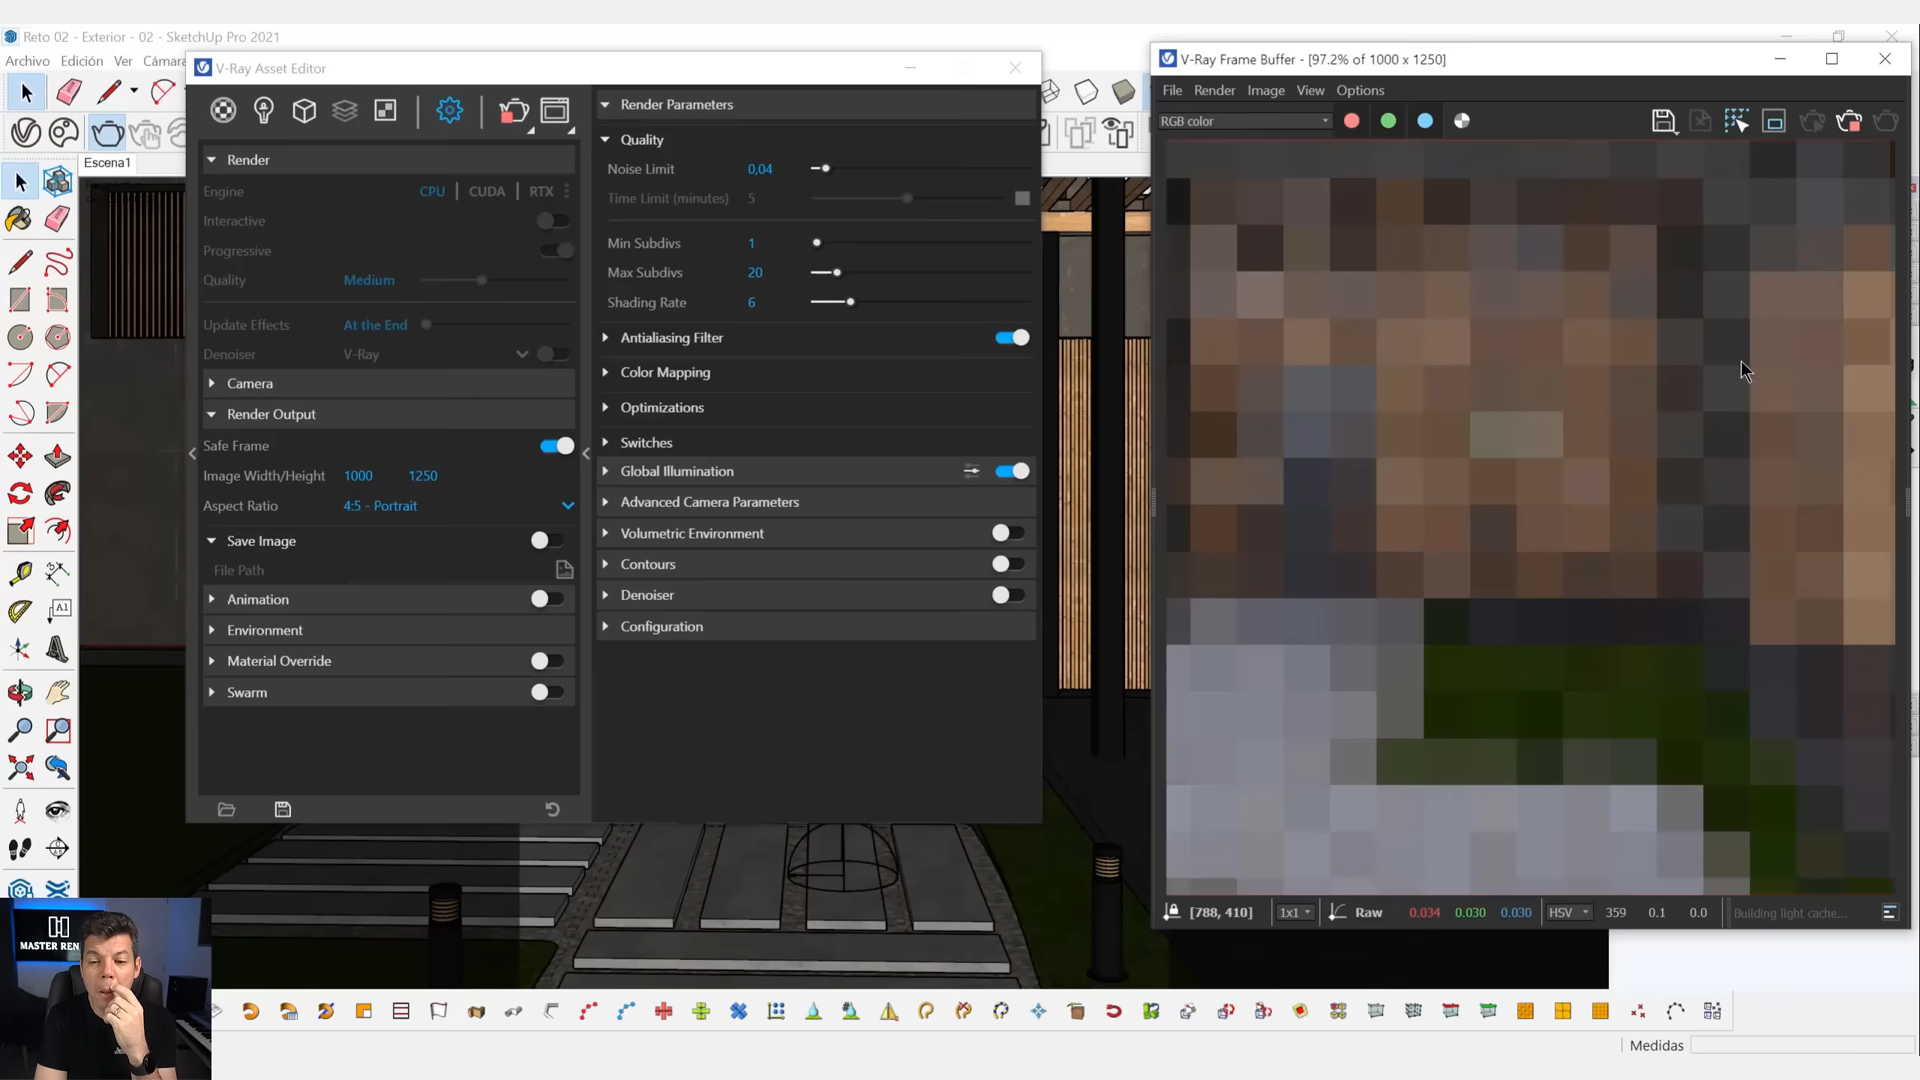 Reto 02 - Exterior - 02 - SketchUp Pro 2021
Archivo Edición Ver Cámara
Escena1
V-Ray Asset Editor
Render
Engine CPU | CUDA | RTX
Interactive
Progressive
Quality Medium
Update Effects At the End
Denoiser V-Ray
Camera
Render Output
Safe Frame
Image Width/Height 1000 1250
Aspect Ratio 4:5 - Portrait
Save Image
File Path
Animation
Environment
Material Override
Swarm
Render Parameters
Quality
Noise Limit 0,04
Time Limit (minutes) 5
Min Subdivs 1
Max Subdivs 20
Shading Rate 6
Antialiasing Filter
Color Mapping
Optimizations
Switches
Global Illumination
Advanced Camera Parameters
Volumetric Environment
Contours
Denoiser
Configuration
V-Ray Frame Buffer - [97.2% of 1000 x 1250]
File Render Image View Options
RGB color
[788, 410] 1x1 Raw 0.034 0.030 0.030 HSV 359 0.1 0.0 Building light cache...
A1
MASTER REN
Medidas